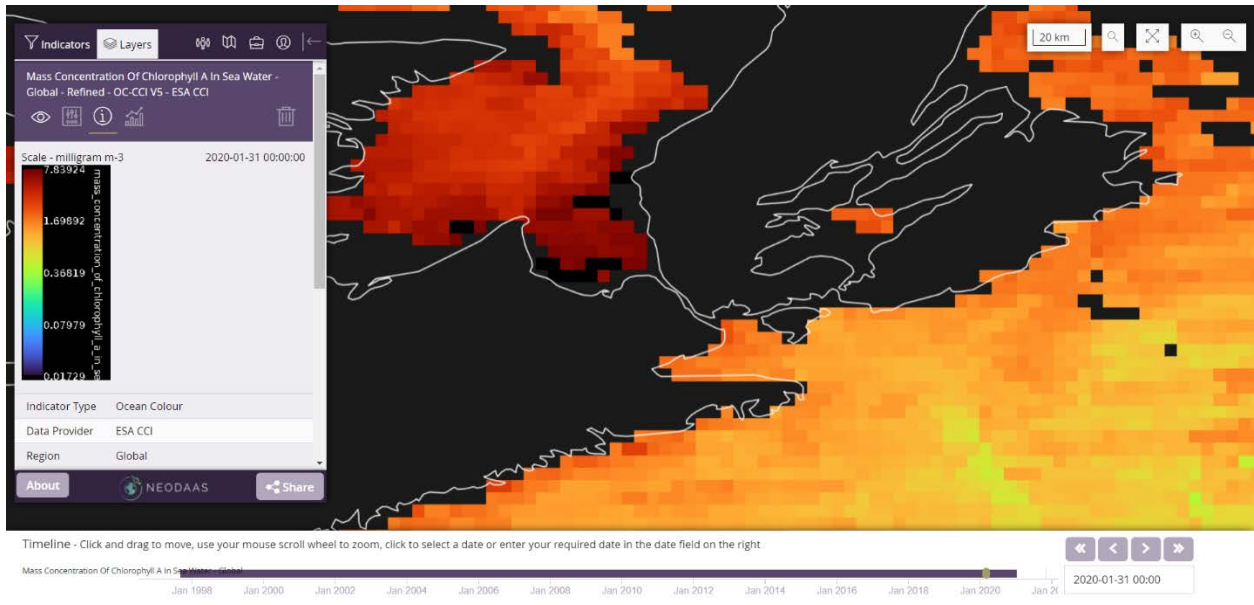 Indicators Layers
Mass Concentration Of Chlorophyll A In Sea Water -
Global - Refined - OC-CCI V5 - ESA CCI
Scale - milligram m-3 2020-01-31 00:00:00
7.83924
1.69892
0.36819
0.07979
0.01729
mass_concentration_of_chlorophyll_a_in_se
Indicator Type Ocean Colour
Data Provider ESA CCI
Region Global
About NEODAAS Share
20 km
Timeline - Click and drag to move, use your mouse scroll wheel to zoom, click to select a date or enter your required date in the date field on the right
Mass Concentration Of Chlorophyll A In Sea Water - Global
Jan 1998 Jan 2000 Jan 2002 Jan 2004 Jan 2006 Jan 2008 Jan 2010 Jan 2012 Jan 2014 Jan 2016 Jan 2018 Jan 2020 Jan 20
2020-01-31 00:00